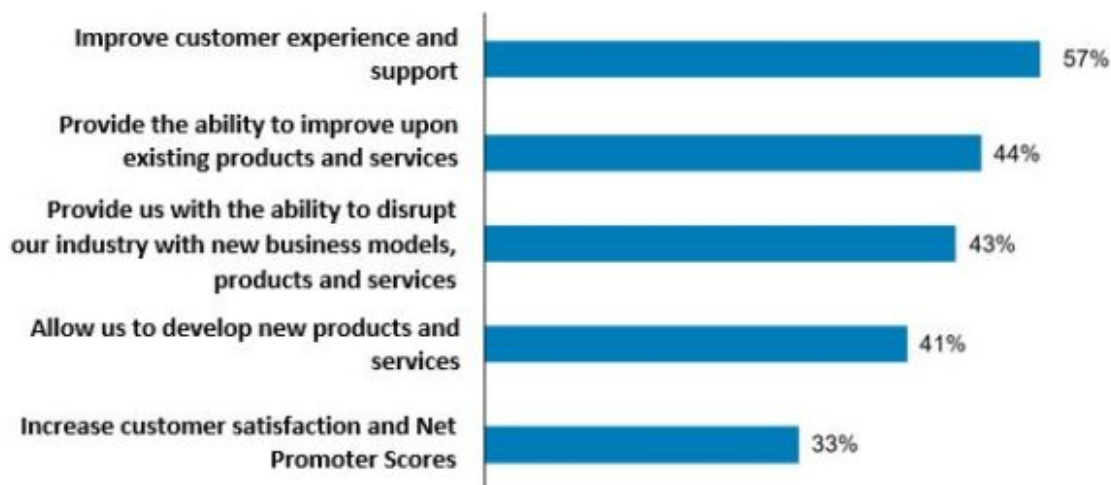 Improve customer experience and
support
57%
Provide the ability to improve upon
existing products and services
44%
Provide us with the ability to disrupt
our industry with new business models,
products and services
43%
Allow us to develop new products and
services
41%
Increase customer satisfaction and Net
Promoter Scores
33%